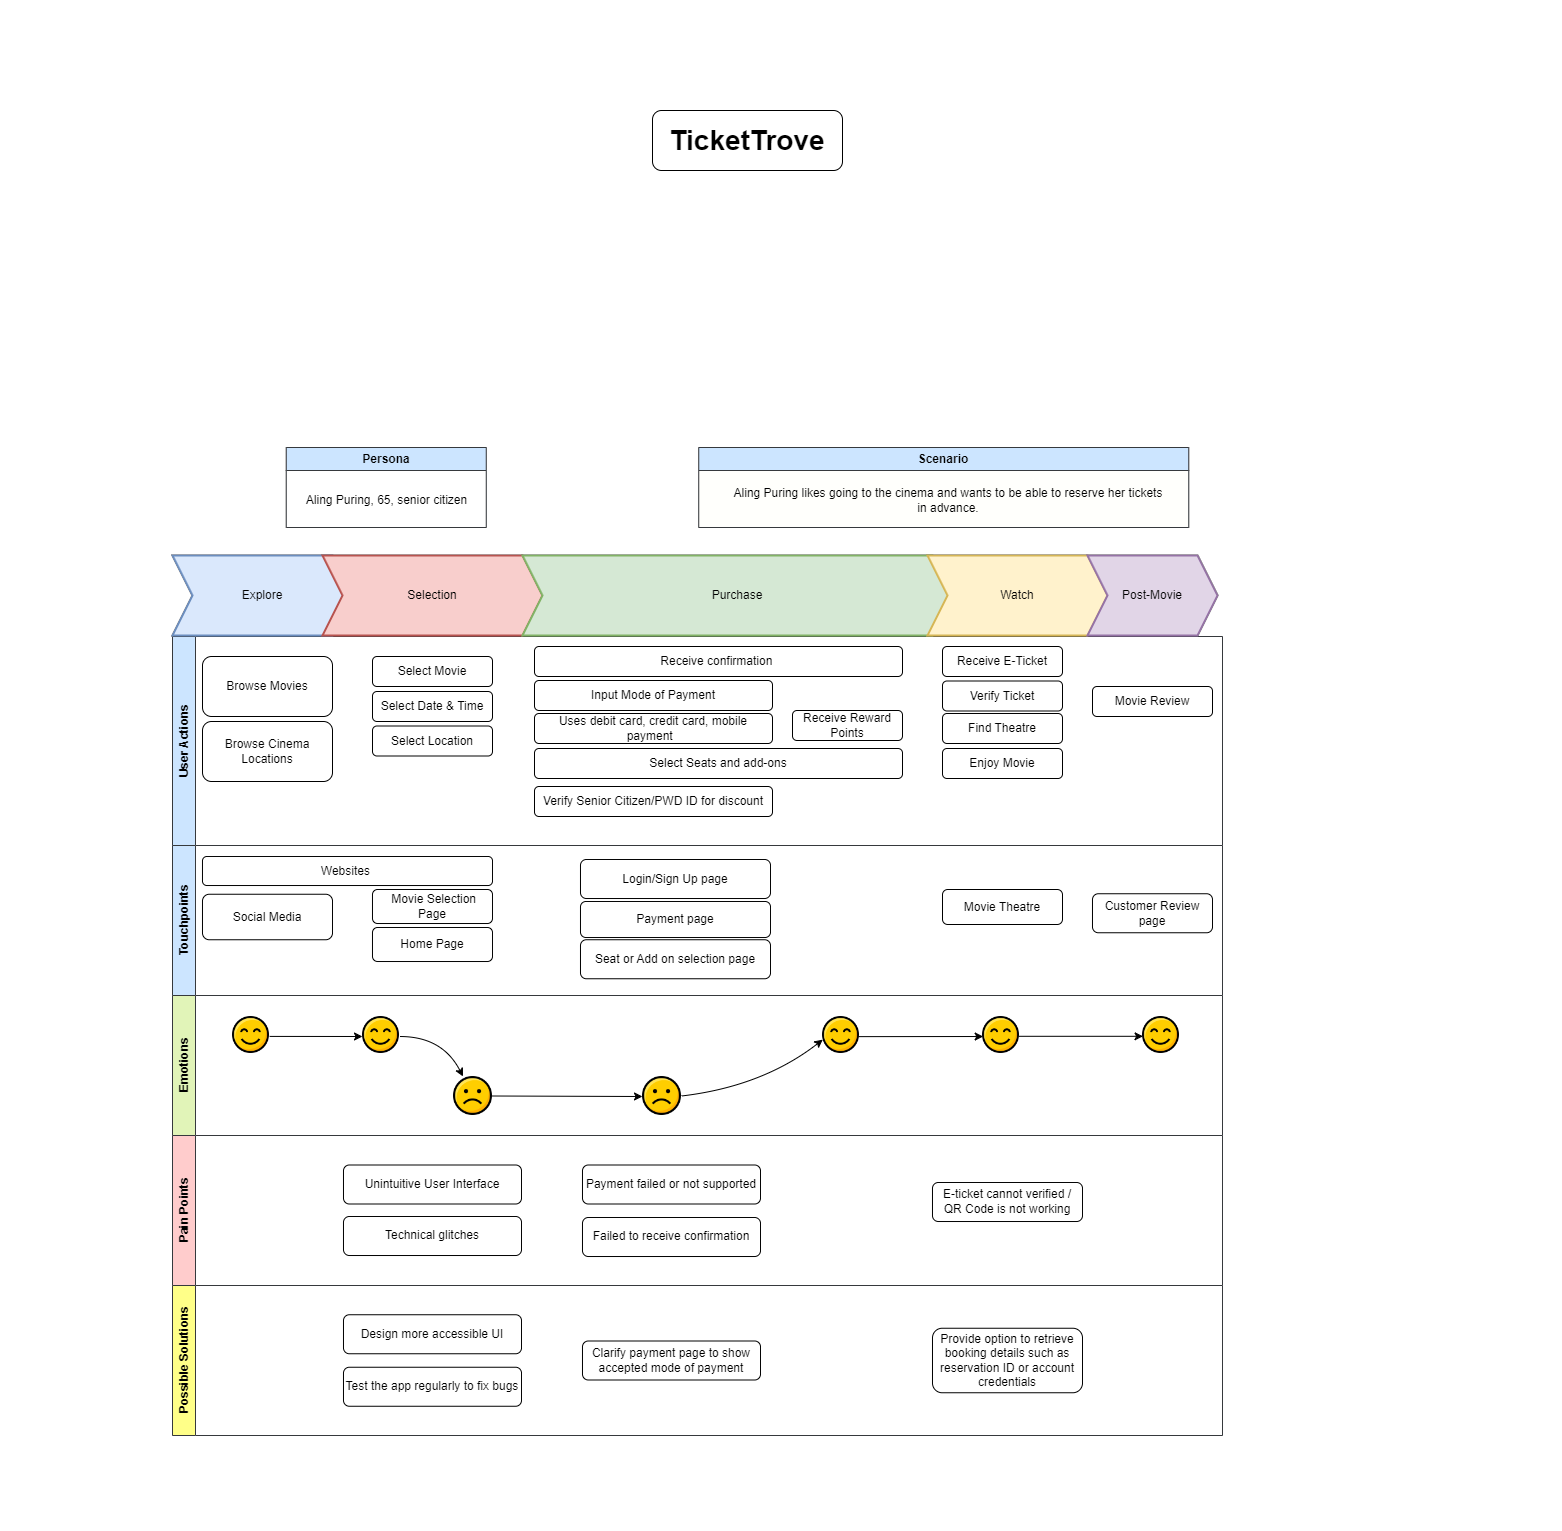 TicketTrove
Persona
Aling Puring, 65, senior citizen
Scenario
Aling Puring likes going to the cinema and wants to be able to reserve her tickets
in advance.
Explore
Selection
Purchase
Watch
Post-Movie
User Actions
Browse Movies
Browse Cinema
Locations
Select Movie
Select Date & Time
Select Location
Receive confirmation
Input Mode of Payment
Uses debit card, credit card, mobile
payment
Receive Reward
Points
Select Seats and add-ons
Verify Senior Citizen/PWD ID for discount
Receive E-Ticket
Verify Ticket
Find Theatre
Enjoy Movie
Movie Review
Touchpoints
Websites
Social Media
Movie Selection
Page
Home Page
Login/Sign Up page
Payment page
Seat or Add on selection page
Movie Theatre
Customer Review
page
Emotions
Pain Points
Unintuitive User Interface
Technical glitches
Payment failed or not supported
Failed to receive confirmation
E-ticket cannot verified /
QR Code is not working
Possible Solutions
Design more accessible UI
Test the app regularly to fix bugs
Clarify payment page to show
accepted mode of payment
Provide option to retrieve
booking details such as
reservation ID or account
credentials